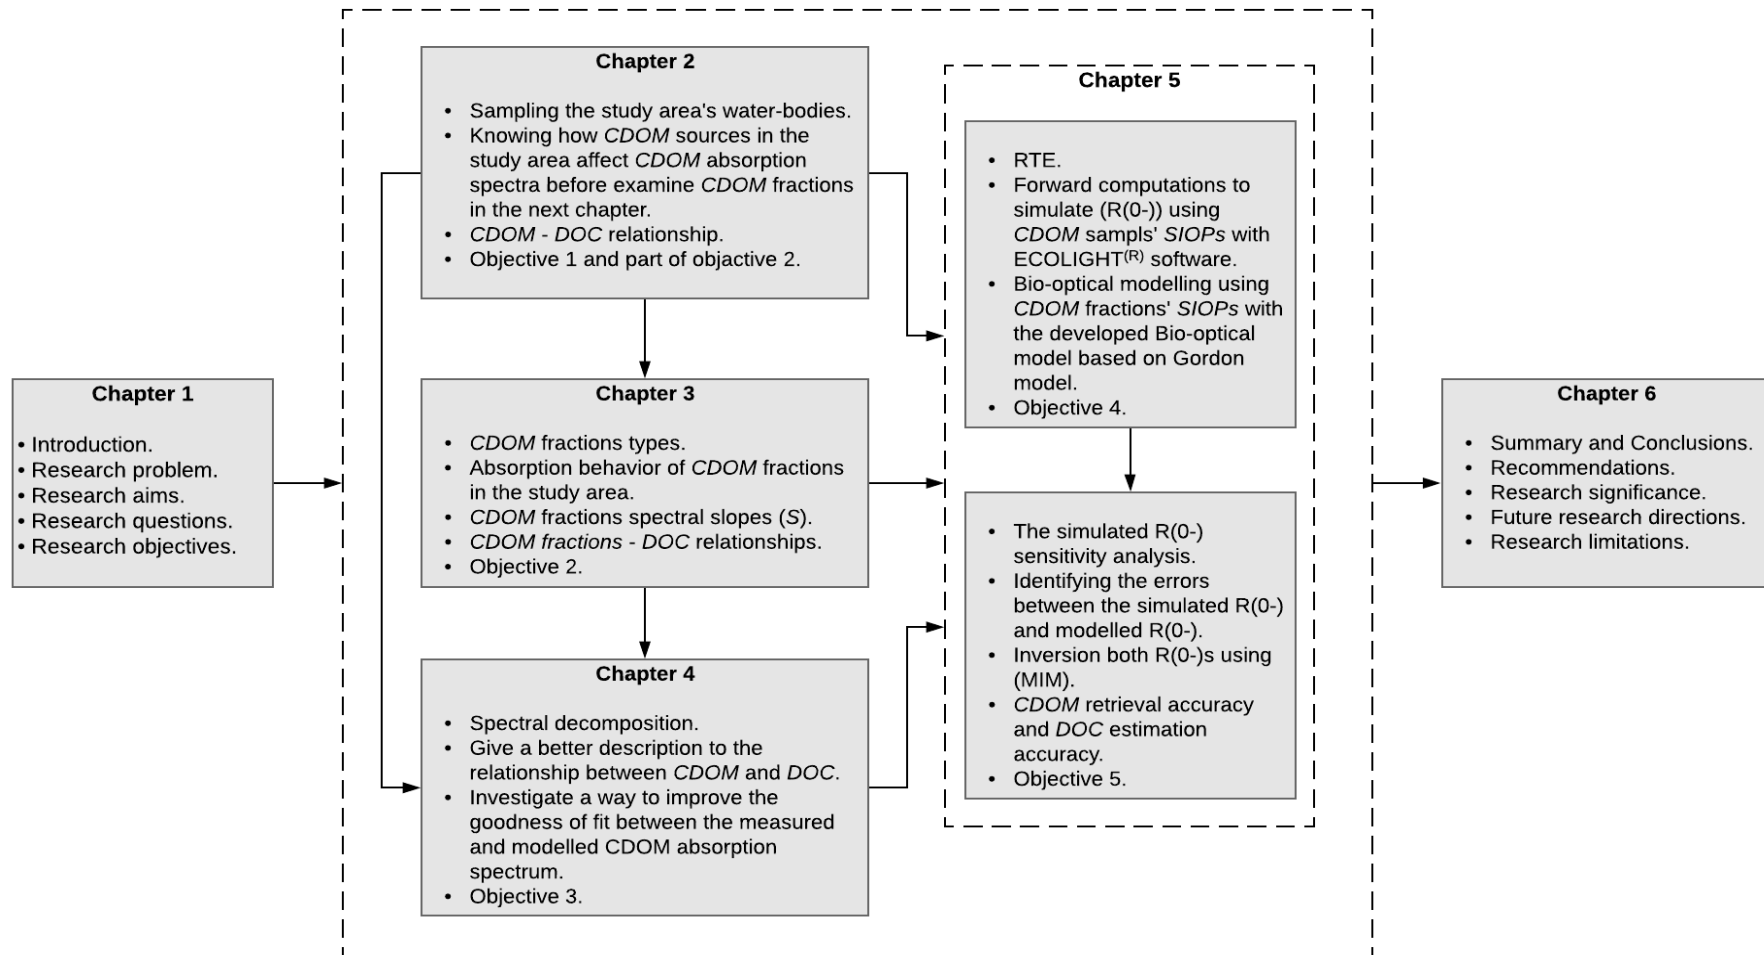 Chapter 1
• Introduction.
• Research problem.
• Research aims.
• Research questions.
• Research objectives.
Chapter 2
• Sampling the study area's water-bodies.
• Knowing how CDOM sources in the
study area affect CDOM absorption
spectra before examine CDOM fractions
in the next chapter.
• CDOM - DOC relationship.
• Objective 1 and part of objactive 2.
Chapter 3
• CDOM fractions types.
• Absorption behavior of CDOM fractions
in the study area.
• CDOM fractions spectral slopes (S).
• CDOM fractions - DOC relationships.
• Objective 2.
Chapter 4
• Spectral decomposition.
• Give a better description to the
relationship between CDOM and DOC.
• Investigate a way to improve the
goodness of fit between the measured
and modelled CDOM absorption
spectrum.
• Objective 3.
Chapter 5
• RTE.
• Forward computations to
simulate (R(0-)) using
CDOM sampls' SIOPs with
ECOLIGHT(R) software.
• Bio-optical modelling using
CDOM fractions' SIOPs with
the developed Bio-optical
model based on Gordon
model.
• Objective 4.
• The simulated R(0-)
sensitivity analysis.
• Identifying the errors
between the simulated R(0-)
and modelled R(0-).
• Inversion both R(0-)s using
(MIM).
• CDOM retrieval accuracy
and DOC estimation
accuracy.
• Objective 5.
Chapter 6
• Summary and Conclusions.
• Recommendations.
• Research significance.
• Future research directions.
• Research limitations.